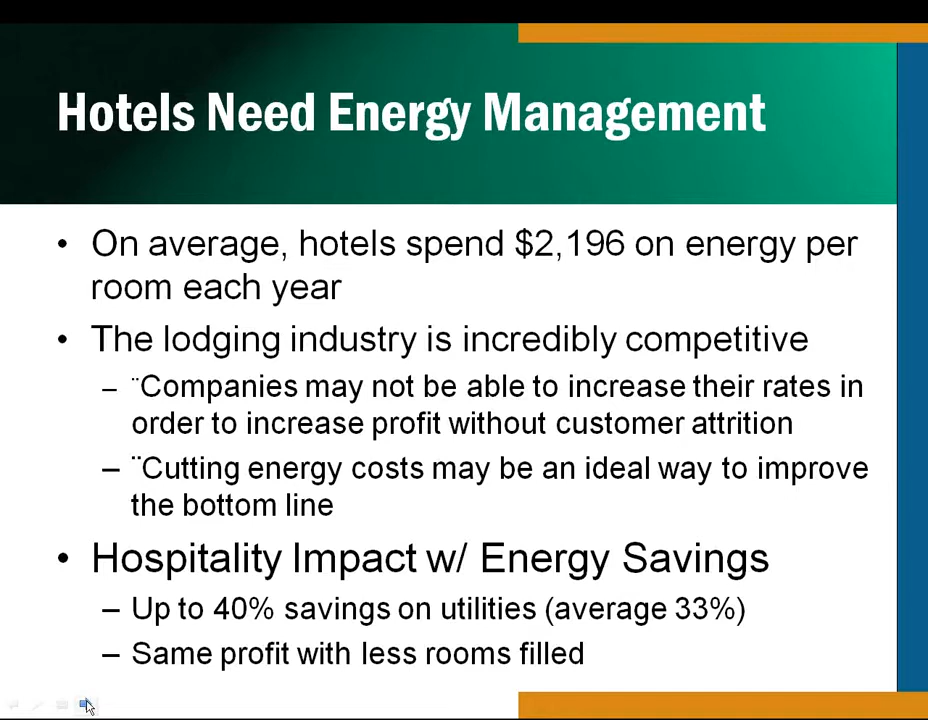 Hotels Need Energy Management
• On average, hotels spend $2,196 on energy per
room each year
• The lodging industry is incredibly competitive
– ¨Companies may not be able to increase their rates in
order to increase profit without customer attrition
– ¨Cutting energy costs may be an ideal way to improve
the bottom line
• Hospitality Impact w/ Energy Savings
– Up to 40% savings on utilities (average 33%)
– Same profit with less rooms filled